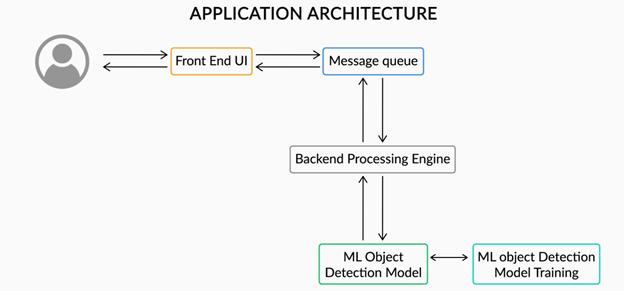 APPLICATION ARCHITECTURE
Front End UI
Message queue
Backend Processing Engine
ML Object
Detection Model
ML object Detection
Model Training